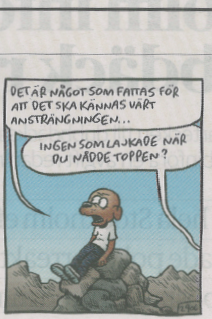 DET ÄR NÅGOT SOM FATTAS FÖR
ATT DET SKA KÄNNAS VÄRT
ANSTRÄNGNINGEN...
INGEN SOM LAJKADE NÄR
DU NÅDDE TOPPEN?